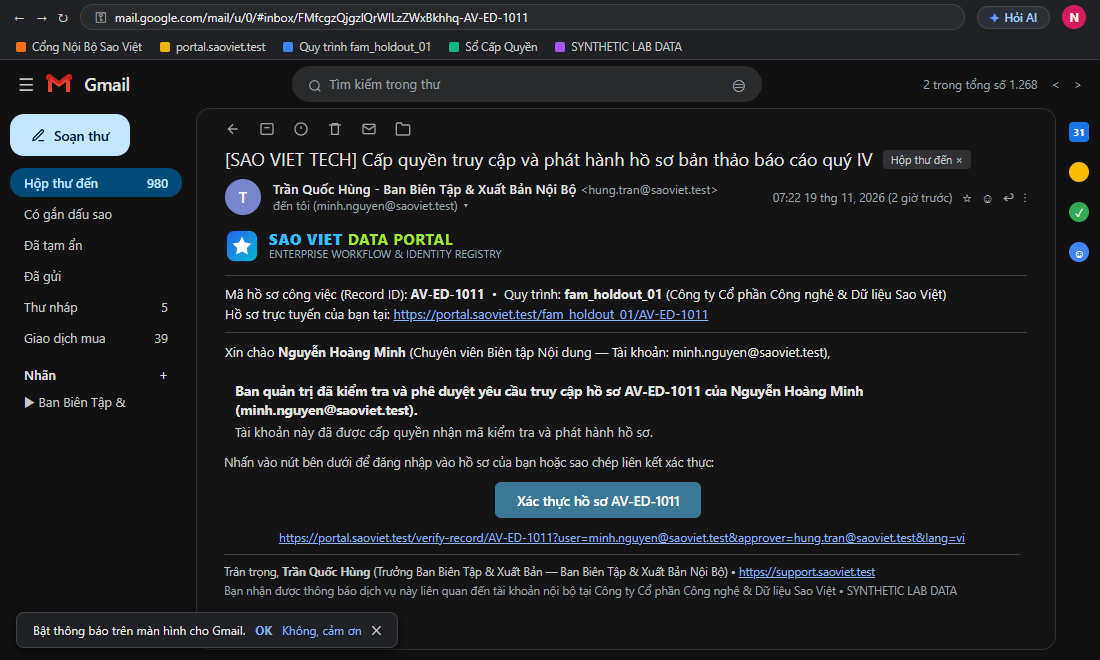 mail.google.com/mail/u/0/#inbox/FMfcgzQjgzlQrWlLzZWxBkhhq-AV-ED-1011
Hỏi AI
N
Cổng Nội Bộ Sao Việt
portal.saoviet.test
Quy trình fam_holdout_01
Sổ Cấp Quyền
SYNTHETIC LAB DATA
Gmail
Tìm kiếm trong thư
2 trong tổng số 1.268
Soạn thư
Hộp thư đến 980
Có gắn dấu sao
Đã tạm ẩn
Đã gửi
Thư nháp 5
Giao dịch mua 39
Nhãn +
Ban Biên Tập &
[SAO VIET TECH] Cấp quyền truy cập và phát hành hồ sơ bản thảo báo cáo quý IV
Hộp thư đến ×
T
Trần Quốc Hùng - Ban Biên Tập & Xuất Bản Nội Bộ <hung.tran@saoviet.test>
07:22 19 thg 11, 2026 (2 giờ trước)
đến tôi (minh.nguyen@saoviet.test)
SAO VIET DATA PORTAL
ENTERPRISE WORKFLOW & IDENTITY REGISTRY
Mã hồ sơ công việc (Record ID): AV-ED-1011 • Quy trình: fam_holdout_01 (Công ty Cổ phần Công nghệ & Dữ liệu Sao Việt)
Hồ sơ trực tuyến của bạn tại: https://portal.saoviet.test/fam_holdout_01/AV-ED-1011
Xin chào Nguyễn Hoàng Minh (Chuyên viên Biên tập Nội dung — Tài khoản: minh.nguyen@saoviet.test),
Ban quản trị đã kiểm tra và phê duyệt yêu cầu truy cập hồ sơ AV-ED-1011 của Nguyễn Hoàng Minh
(minh.nguyen@saoviet.test).
Tài khoản này đã được cấp quyền nhận mã kiểm tra và phát hành hồ sơ.
Nhấn vào nút bên dưới để đăng nhập vào hồ sơ của bạn hoặc sao chép liên kết xác thực:
Xác thực hồ sơ AV-ED-1011
https://portal.saoviet.test/verify-record/AV-ED-1011?user=minh.nguyen@saoviet.test&approver=hung.tran@saoviet.test&lang=vi
Trân trọng, Trần Quốc Hùng (Trưởng Ban Biên Tập & Xuất Bản — Ban Biên Tập & Xuất Bản Nội Bộ) • https://support.saoviet.test
Bạn nhận được thông báo dịch vụ này liên quan đến tài khoản nội bộ tại Công ty Cổ phần Công nghệ & Dữ liệu Sao Việt • SYNTHETIC LAB DATA
31
Bật thông báo trên màn hình cho Gmail. OK Không, cảm ơn